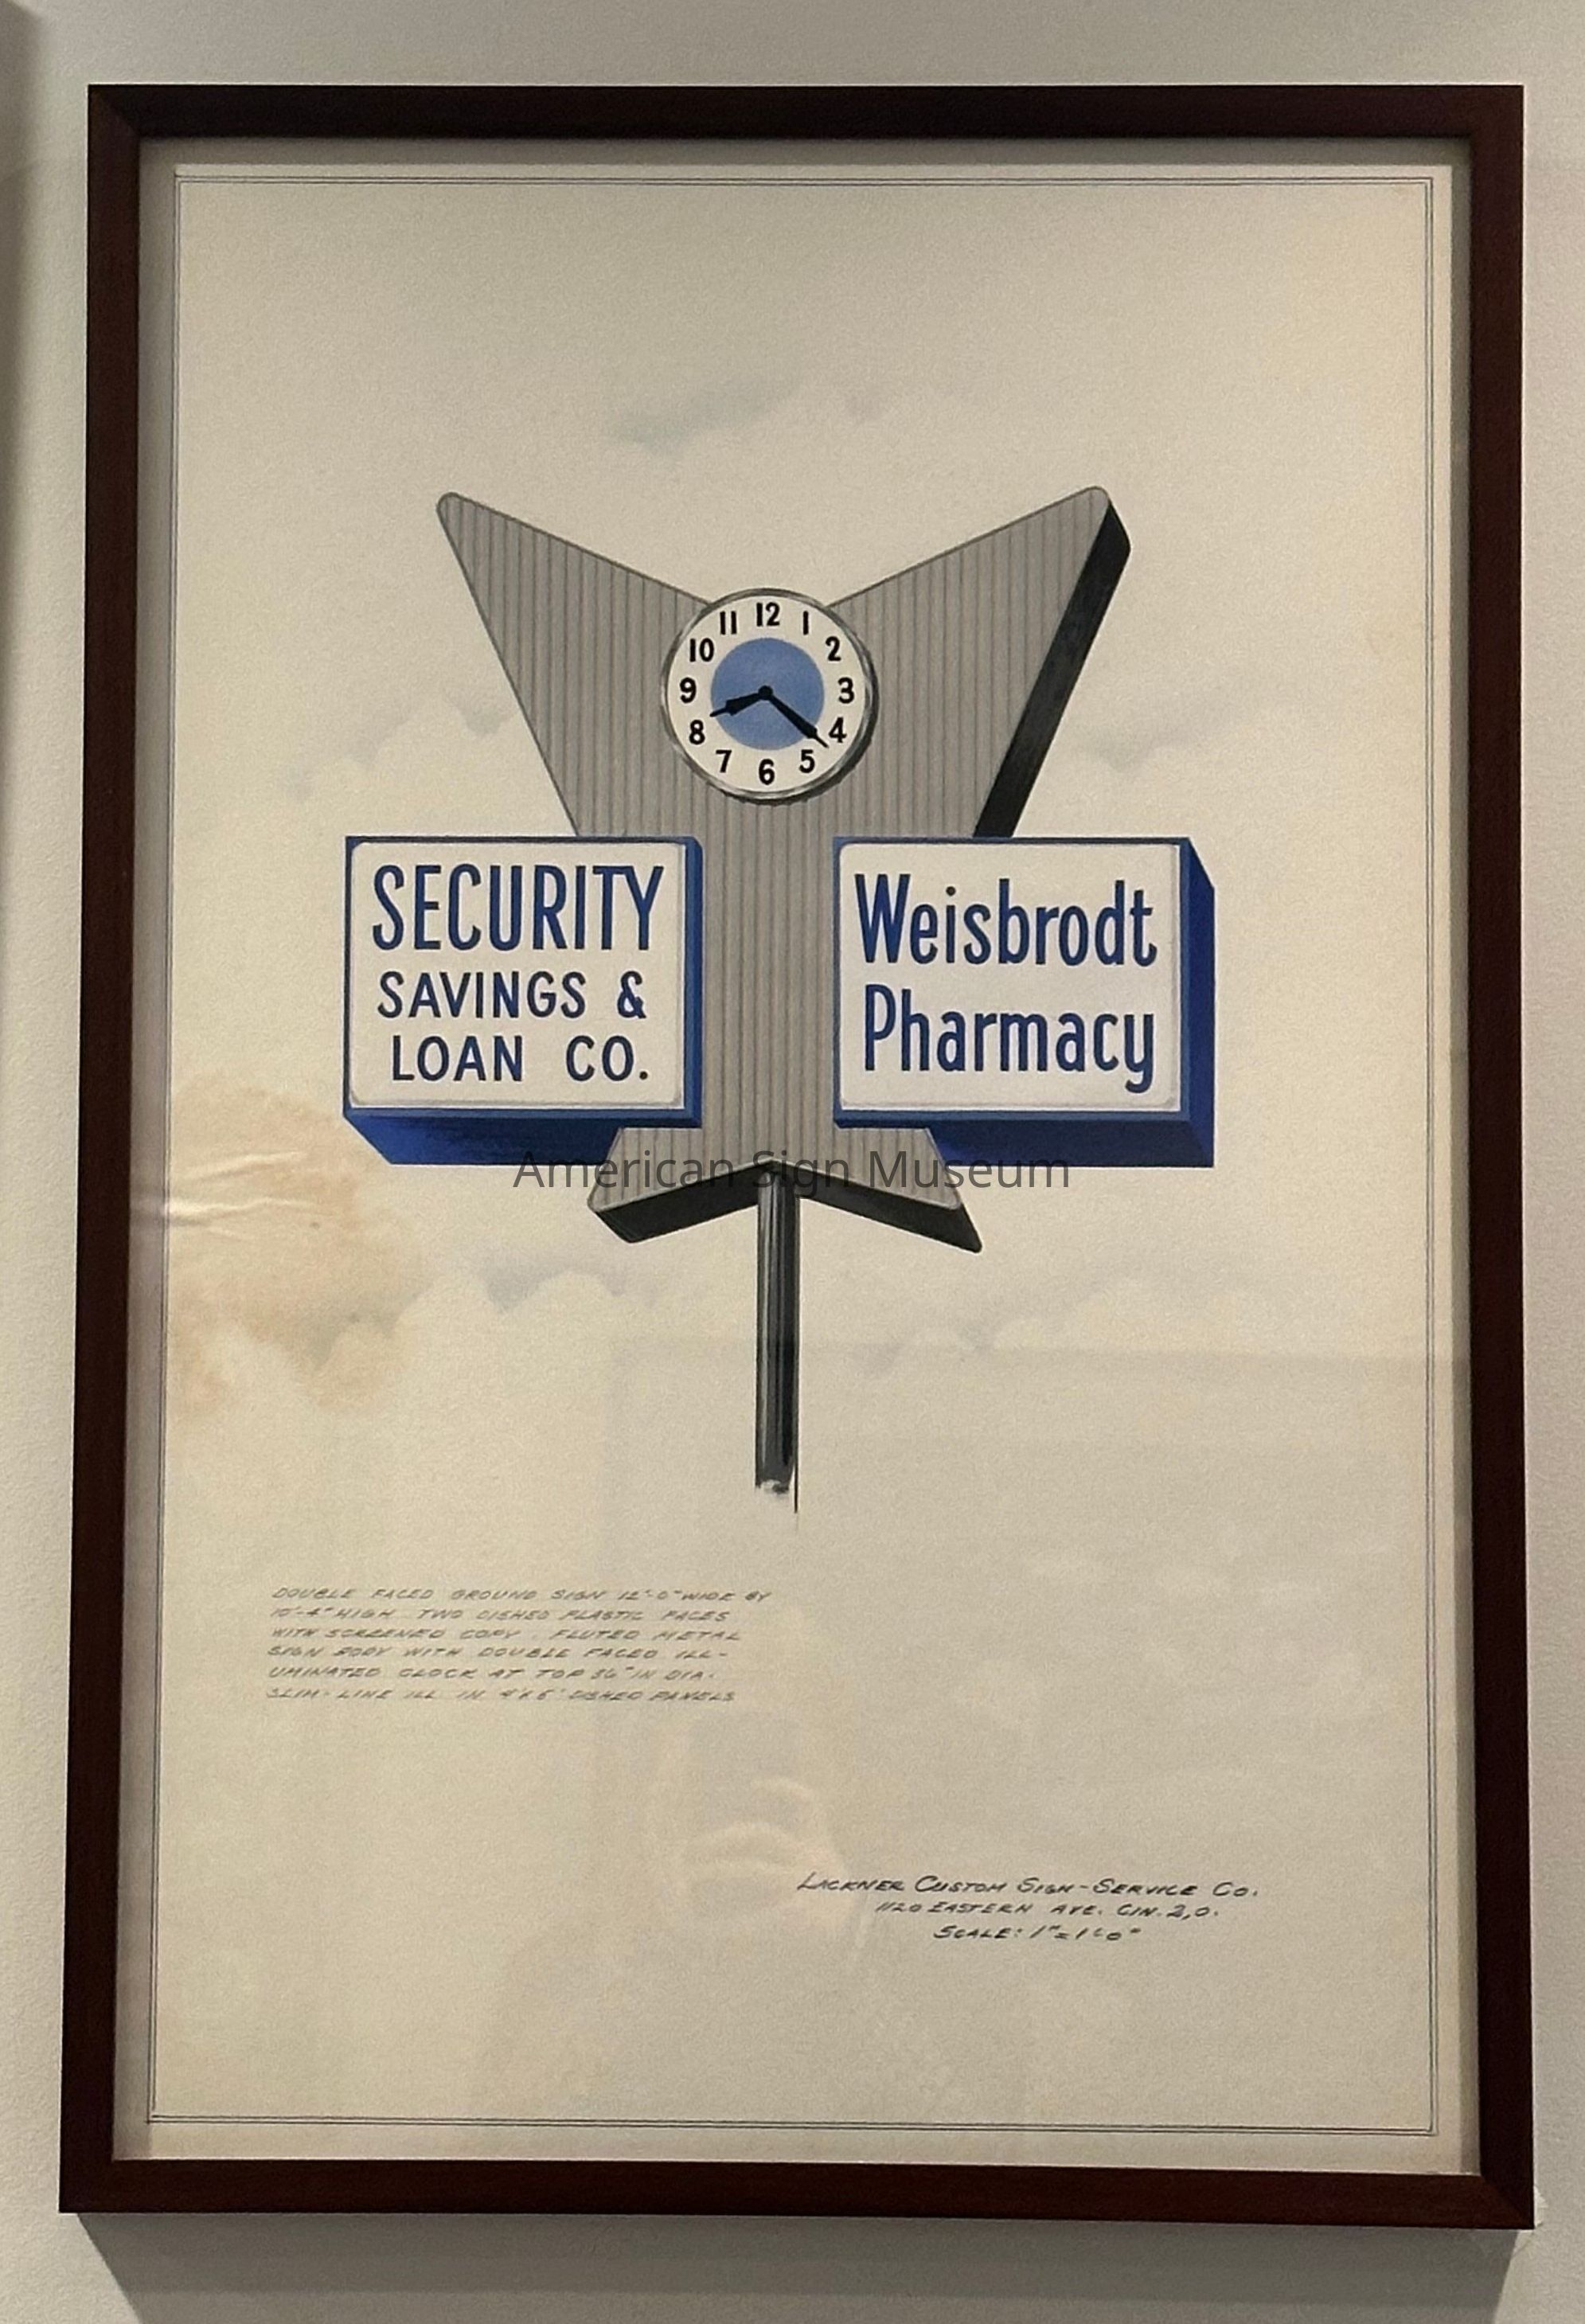 11 12 1
10 2
9 3
8 4
7 6 5
SECURITY
SAVINGS &
LOAN CO.
Weisbrodt
Pharmacy
American Sign Museum
DOUBLE FACED GROUND SIGN 12'-0" WIDE BY
10'-4" HIGH TWO DISHED PLASTIC FACES
WITH SCREENED COPY. FLUTED METAL
SIGN BODY WITH DOUBLE FACED ILL-
UMINATED CLOCK AT TOP 36" IN DIA.
SLIM-LINE ILL. IN DISHED PANELS
LACKNER CUSTOM SIGN-SERVICE CO.
1120 EASTERN AVE. CIN. 2, O.
SCALE: 1"=1'-0"